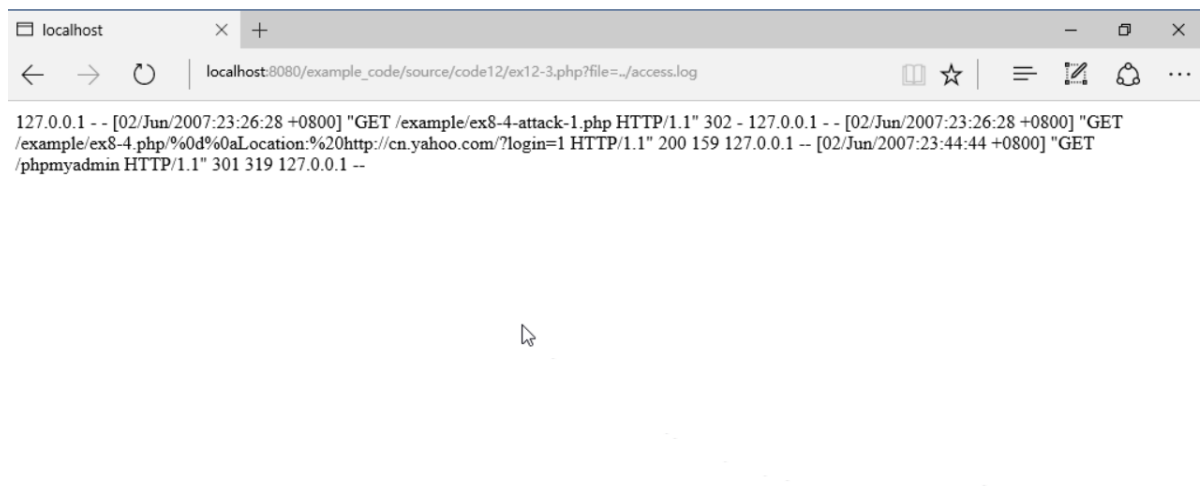 localhost
localhost:8080/example_code/source/code12/ex12-3.php?file=../access.log
127.0.0.1 - - [02/Jun/2007:23:26:28 +0800] "GET /example/ex8-4-attack-1.php HTTP/1.1" 302 - 127.0.0.1 - - [02/Jun/2007:23:26:28 +0800] "GET
/example/ex8-4.php/%0d%0aLocation:%20http://cn.yahoo.com/?login=1 HTTP/1.1" 200 159 127.0.0.1 -- [02/Jun/2007:23:44:44 +0800] "GET
/phpmyadmin HTTP/1.1" 301 319 127.0.0.1 --